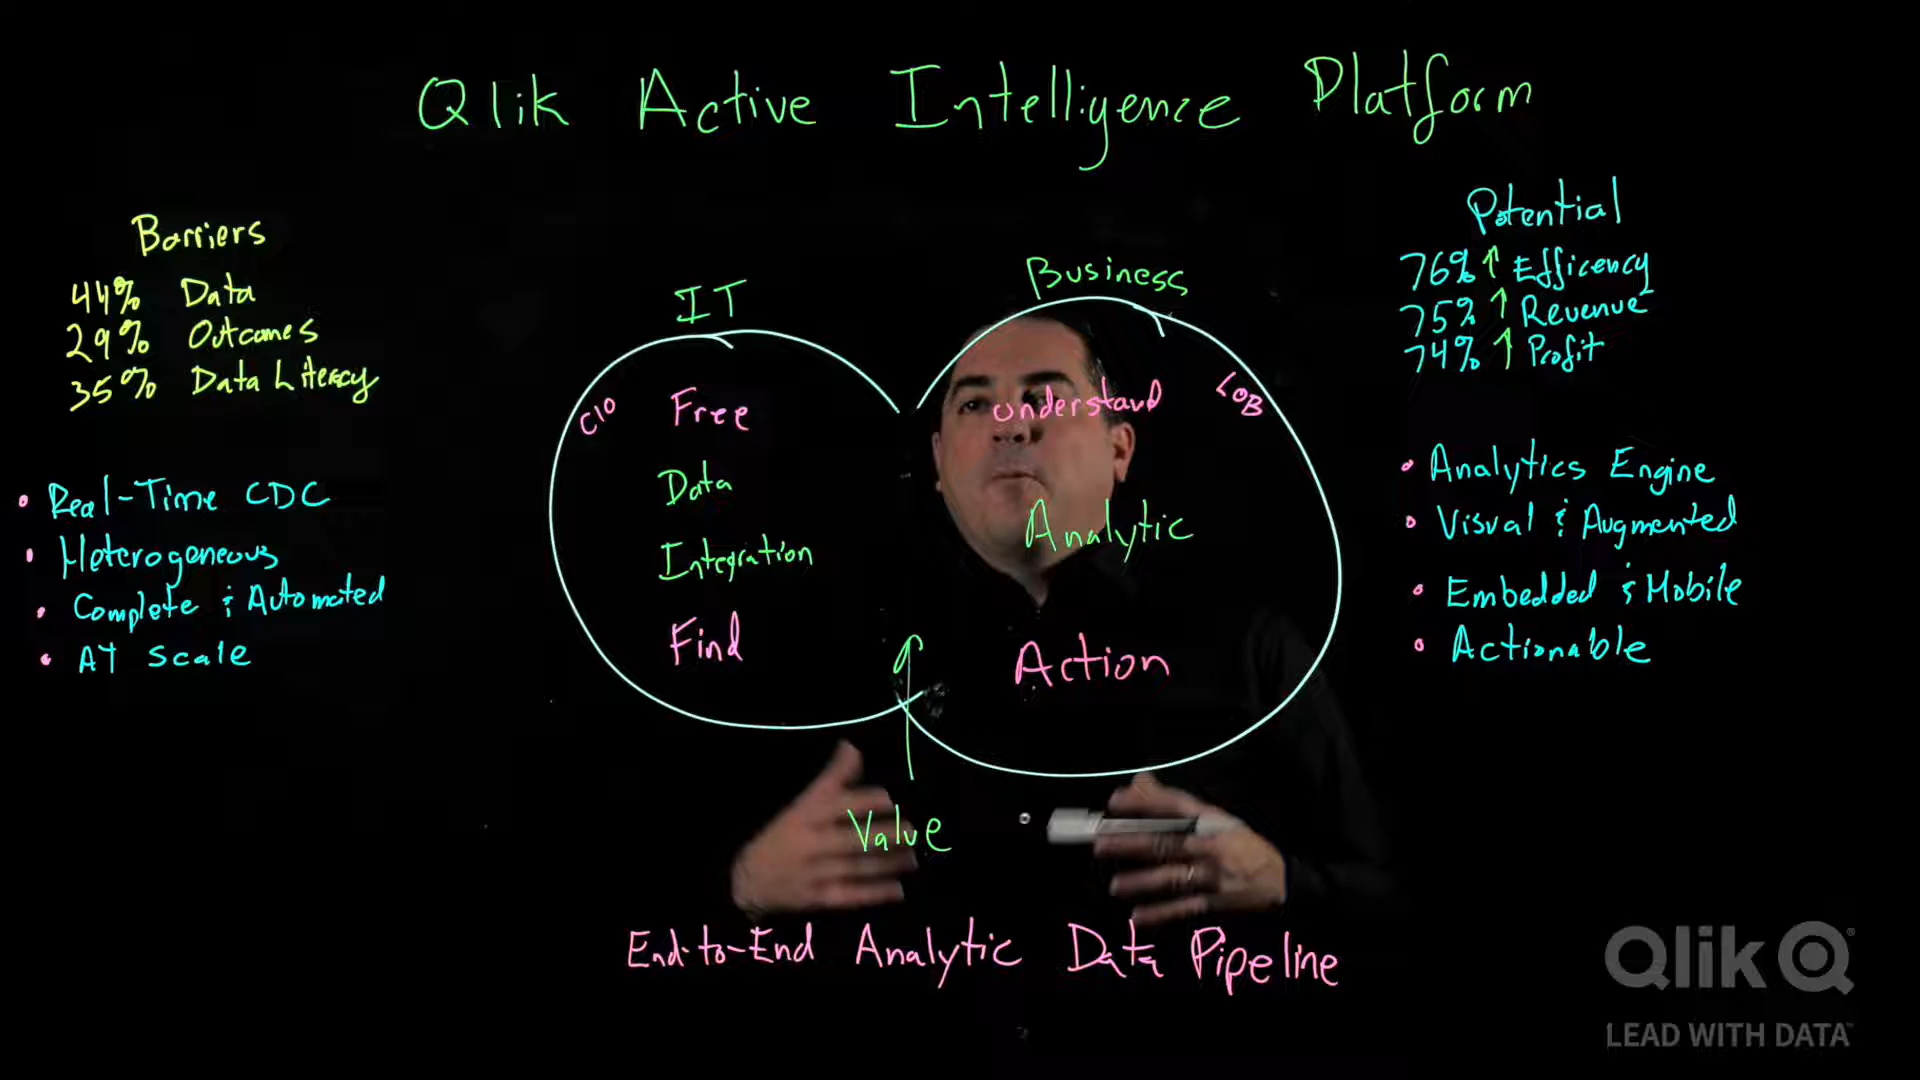 Qlik Active Intelligence Platform
Barriers
44% Data
29% Outcomes
35% Data Literacy
• Real-Time CDC
• Heterogeneous
• Complete & Automated
• AT Scale
IT
CIO
Free
Data
Integration
Find
Business
LOB
understand
Analytic
Action
Value
Potential
76% ↑ Efficency
75% ↑ Revenue
74% ↑ Profit
• Analytics Engine
• Visual & Augmented
• Embedded & Mobile
• Actionable
End-to-End Analytic Data Pipeline
Qlik
LEAD WITH DATA